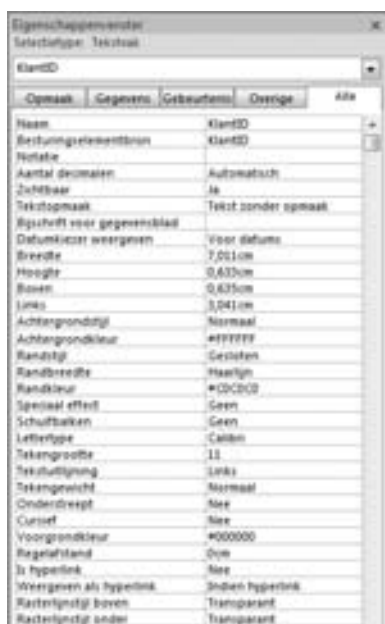 Eigenschappenvenster
Selectietype: Tekstvak
KlantID
Opmaak Gegevens Gebeurtenis Overige Alle
Naam KlantID
Besturingselementbron KlantID
Notatie
Aantal decimalen Automatisch
Zichtbaar Ja
Tekstopmaak Tekst zonder opmaak
Bijschrift voor gegevensblad
Datumkiezer weergeven Voor datums
Breedte 7,011cm
Hoogte 0,633cm
Boven 0,635cm
Links 3,041cm
Achtergrondstijl Normaal
Achtergrondkleur #FFFFFF
Randstijl Gesloten
Randbreedte Haarlijn
Randkleur #C0C0C0
Speciaal effect Geen
Schuifbalken Geen
Lettertype Calibri
Tekengrootte 11
Tekstuitlijning Links
Tekengewicht Normaal
Onderstreept Nee
Cursief Nee
Voorgrondkleur #000000
Regelafstand 0cm
Is hyperlink Nee
Weergeven als hyperlink Indien hyperlink
Rasterlijnstijl boven Transparant
Rasterlijnstijl onder Transparant